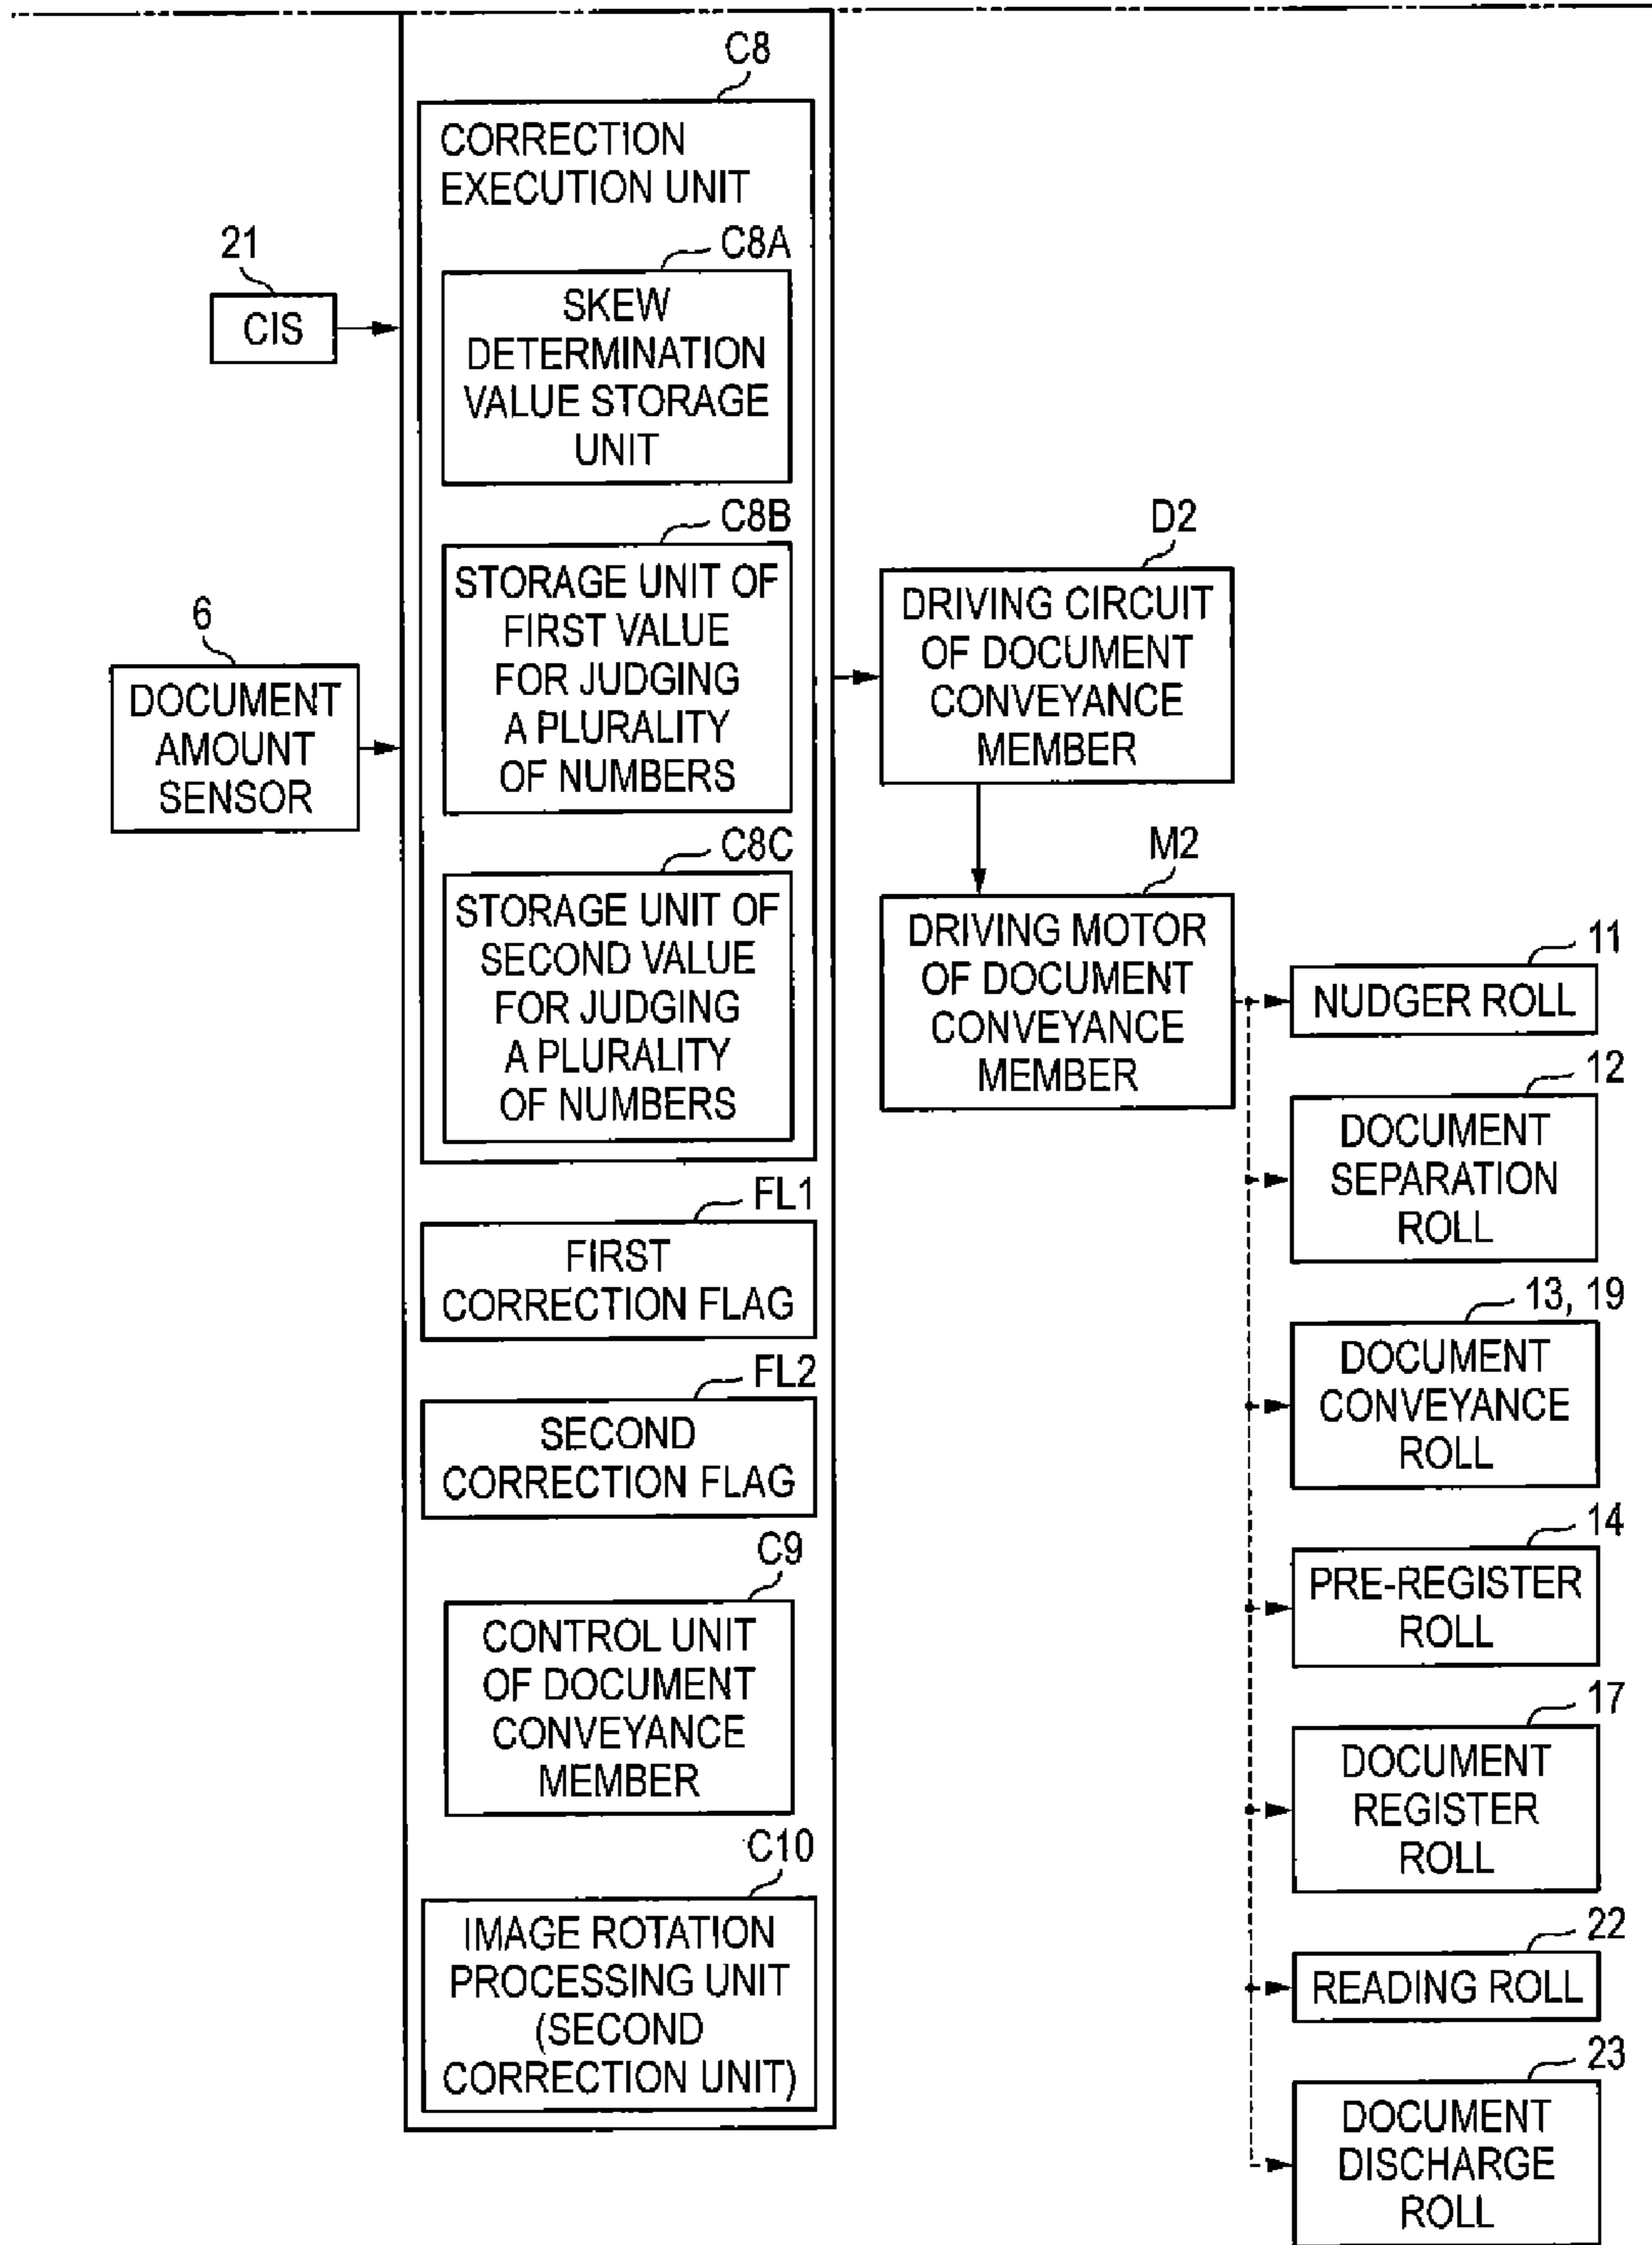 C8
CORRECTION
EXECUTION UNIT
C8A
SKEW
DETERMINATION
VALUE STORAGE
UNIT
C8B
STORAGE UNIT OF
FIRST VALUE
FOR JUDGING
A PLURALITY
OF NUMBERS
C8C
STORAGE UNIT OF
SECOND VALUE
FOR JUDGING
A PLURALITY
OF NUMBERS
FL1
FIRST
CORRECTION FLAG
FL2
SECOND
CORRECTION FLAG
C9
CONTROL UNIT
OF DOCUMENT
CONVEYANCE
MEMBER
C10
IMAGE ROTATION
PROCESSING UNIT
(SECOND
CORRECTION UNIT)
21
CIS
6
DOCUMENT
AMOUNT
SENSOR
D2
DRIVING CIRCUIT
OF DOCUMENT
CONVEYANCE
MEMBER
M2
DRIVING MOTOR
OF DOCUMENT
CONVEYANCE
MEMBER
11
NUDGER ROLL
12
DOCUMENT
SEPARATION
ROLL
13, 19
DOCUMENT
CONVEYANCE
ROLL
14
PRE-REGISTER
ROLL
17
DOCUMENT
REGISTER
ROLL
22
READING ROLL
23
DOCUMENT
DISCHARGE
ROLL